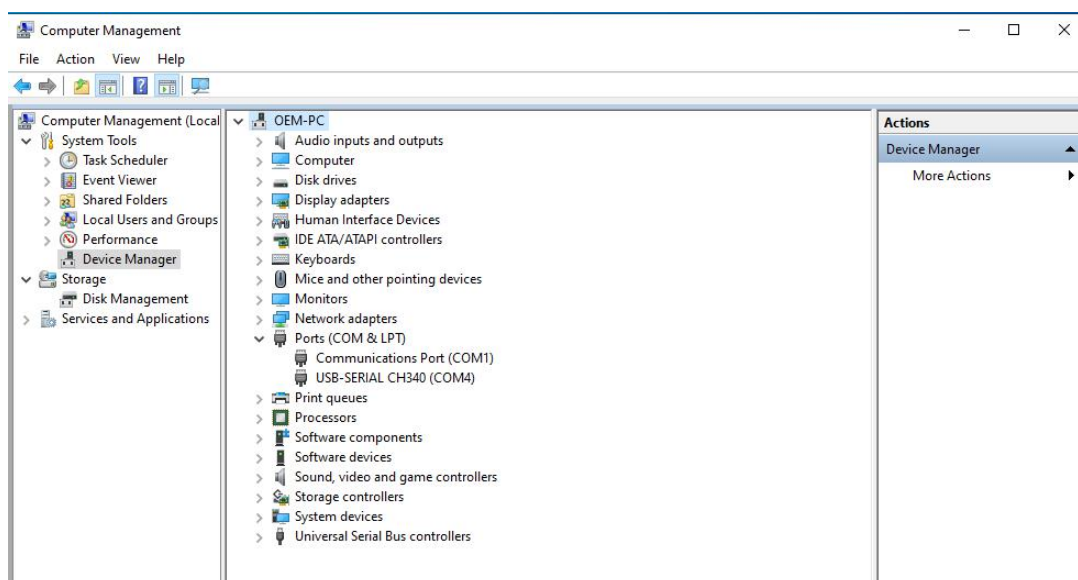 Computer Management
File Action View Help
Computer Management (Local
System Tools
Task Scheduler
Event Viewer
Shared Folders
Local Users and Groups
Performance
Device Manager
Storage
Disk Management
Services and Applications
OEM-PC
Audio inputs and outputs
Computer
Disk drives
Display adapters
Human Interface Devices
IDE ATA/ATAPI controllers
Keyboards
Mice and other pointing devices
Monitors
Network adapters
Ports (COM & LPT)
Communications Port (COM1)
USB-SERIAL CH340 (COM4)
Print queues
Processors
Software components
Software devices
Sound, video and game controllers
Storage controllers
System devices
Universal Serial Bus controllers
Actions
Device Manager
More Actions